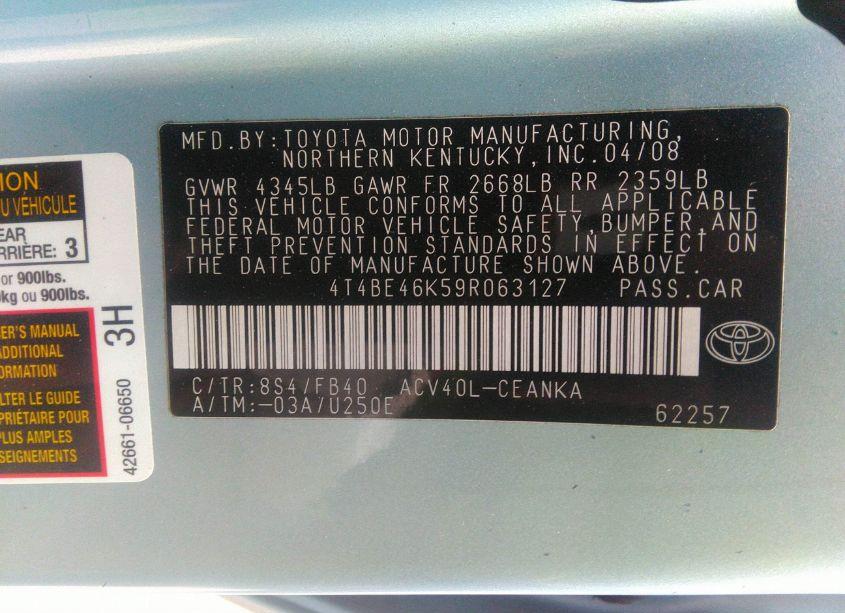 ION
U VÉHICULE
EAR
RRIÈRE: 3
or 900lbs.
kg ou 900lbs.
ER'S MANUAL
ADDITIONAL
ORMATION
LTER LE GUIDE
PRIÉTAIRE POUR
PLUS AMPLES
SEIGNEMENTS
3H
42661-06650
MFD.BY:TOYOTA MOTOR MANUFACTURING,
NORTHERN KENTUCKY,INC.04/08
GVWR 4345LB GAWR FR 2668LB RR 2359LB
THIS VEHICLE CONFORMS TO ALL APPLICABLE
FEDERAL MOTOR VEHICLE SAFETY,BUMPER,AND
THEFT PREVENTION STANDARDS IN EFFECT ON
THE DATE OF MANUFACTURE SHOWN ABOVE.
4T4BE46K59R063127 PASS.CAR
C/TR:8S4/FB40 ACV40L-CEANKA
A/TM:-03A/U250E
62257